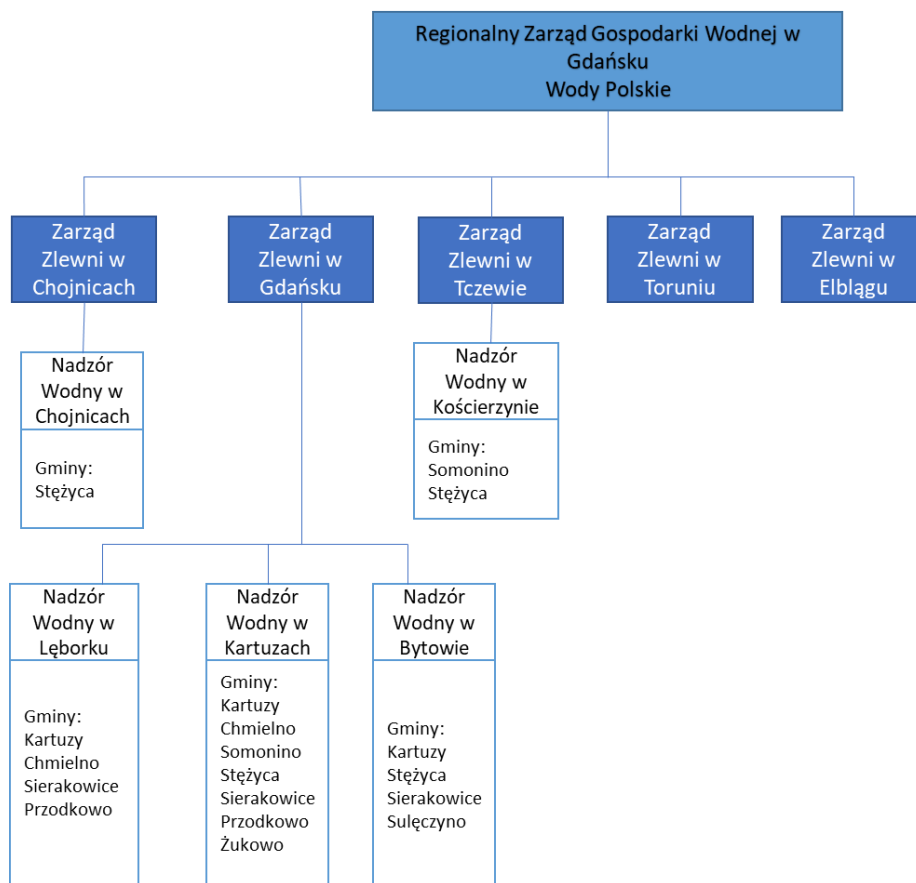 Regionalny Zarząd Gospodarki Wodnej w
Gdańsku
Wody Polskie
Zarząd
Zlewni w
Chojnicach
Zarząd
Zlewni w
Gdańsku
Zarząd
Zlewni w
Tczewie
Zarząd
Zlewni w
Toruniu
Zarząd
Zlewni w
Elblągu
Nadzór
Wodny w
Chojnicach
Gminy:
Stężyca
Nadzór
Wodny w
Kościerzynie
Gminy:
Somonino
Stężyca
Nadzór
Wodny w
Lęborku
Gminy:
Kartuzy
Chmielno
Sierakowice
Przodkowo
Nadzór
Wodny w
Kartuzach
Gminy:
Kartuzy
Chmielno
Somonino
Stężyca
Sierakowice
Przodkowo
Żukowo
Nadzór
Wodny w
Bytowie
Gminy:
Kartuzy
Stężyca
Sierakowice
Sulęczyno